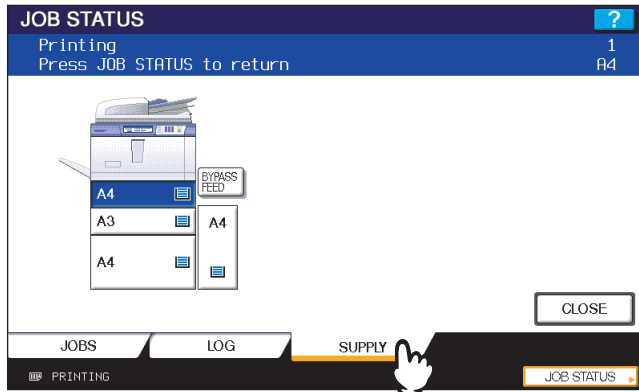 JOB STATUS
?
Printing 1
Press JOB STATUS to return A4
BYPASS
FEED
A4
A3
A4
A4
CLOSE
JOBS LOG SUPPLY
PRINTING JOB STATUS